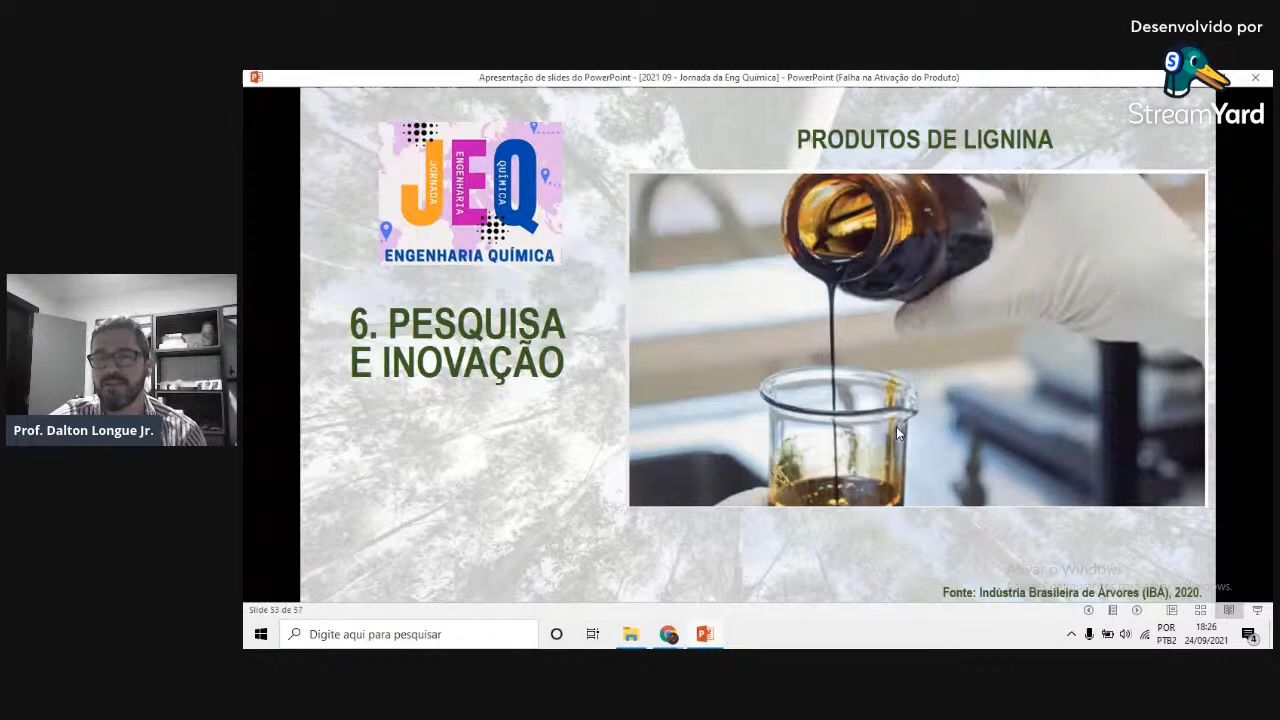 Desenvolvido por
StreamYard
Apresentação de slides do PowerPoint - [2021 09 - Jornada da Eng Química] - PowerPoint (Falha na Ativação do Produto)
JORNADA
ENGENHARIA
QUÍMICA
JEQ
ENGENHARIA QUÍMICA
PRODUTOS DE LIGNINA
6. PESQUISA
E INOVAÇÃO
Prof. Dalton Longue Jr.
Ativar o Windows
Fonte: Indústria Brasileira de Árvores (IBÁ), 2020.
Slide 53 de 57
Digite aqui para pesquisar
POR
PTB2
18:26
24/09/2021
4